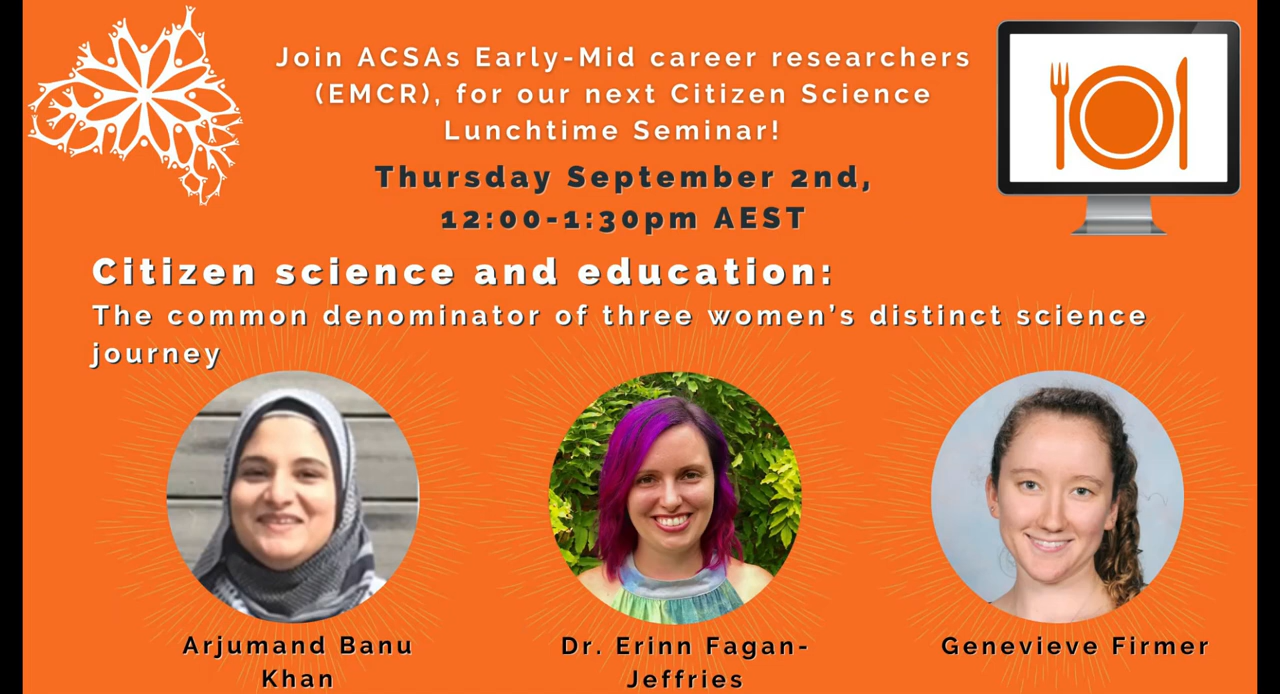 Join ACSAs Early-Mid career researchers
(EMCR), for our next Citizen Science
Lunchtime Seminar!
Thursday September 2nd,
12:00-1:30pm AEST
Citizen science and education:
The common denominator of three women's distinct science
journey
Arjumand Banu
Khan
Dr. Erinn Fagan-
Jeffries
Genevieve Firmer